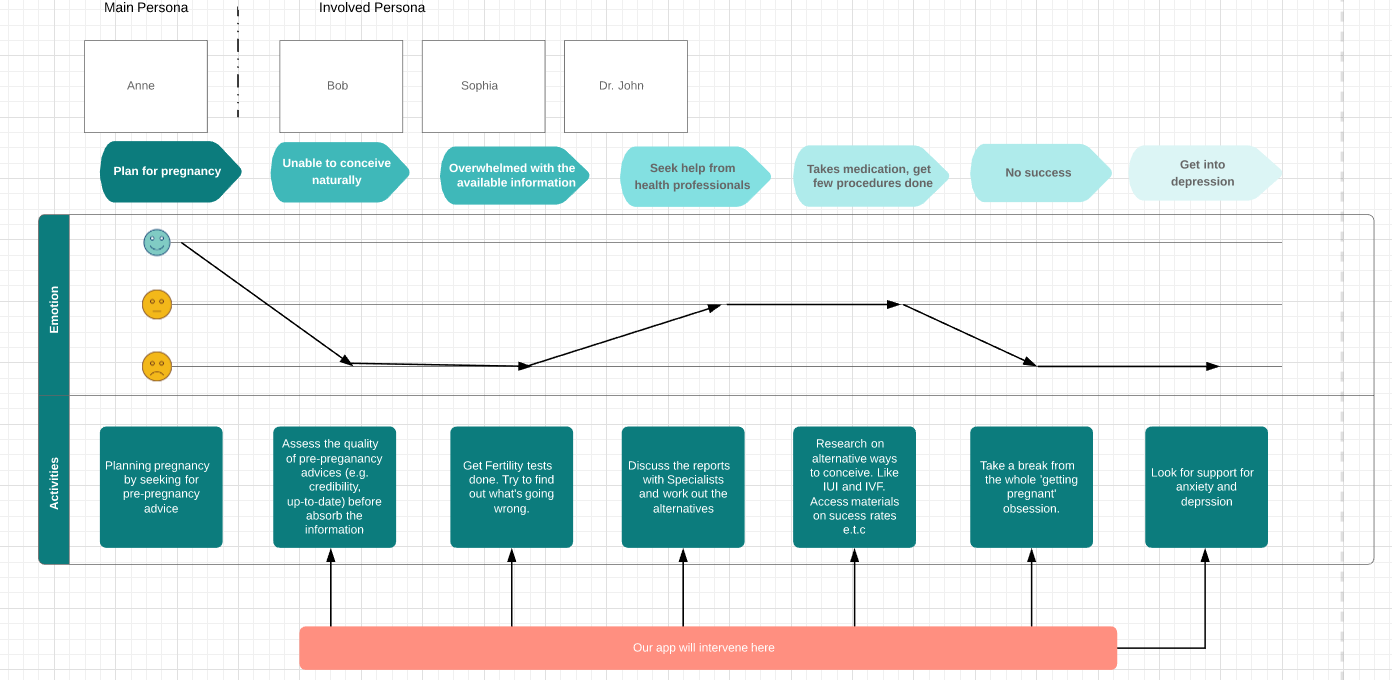 Main Persona
Involved Persona
Anne
Bob
Sophia
Dr. John
Plan for pregnancy
Unable to conceive
naturally
Overwhelmed with the
available information
Seek help from
health professionals
Takes medication, get
few procedures done
No success
Get into
depression
Emotion
Activities
Planning pregnancy
by seeking for
pre-pregnancy
advice
Assess the quality
of pre-preganancy
advices (e.g.
credibility,
up-to-date) before
absorb the
information
Get Fertility tests
done. Try to find
out what's going
wrong.
Discuss the reports
with Specialists
and work out the
alternatives
Research on
alternative ways
to conceive. Like
IUI and IVF.
Access materials
on sucess rates
e.t.c
Take a break from
the whole 'getting
pregnant'
obsession.
Look for support for
anxiety and
deprssion
Our app will intervene here